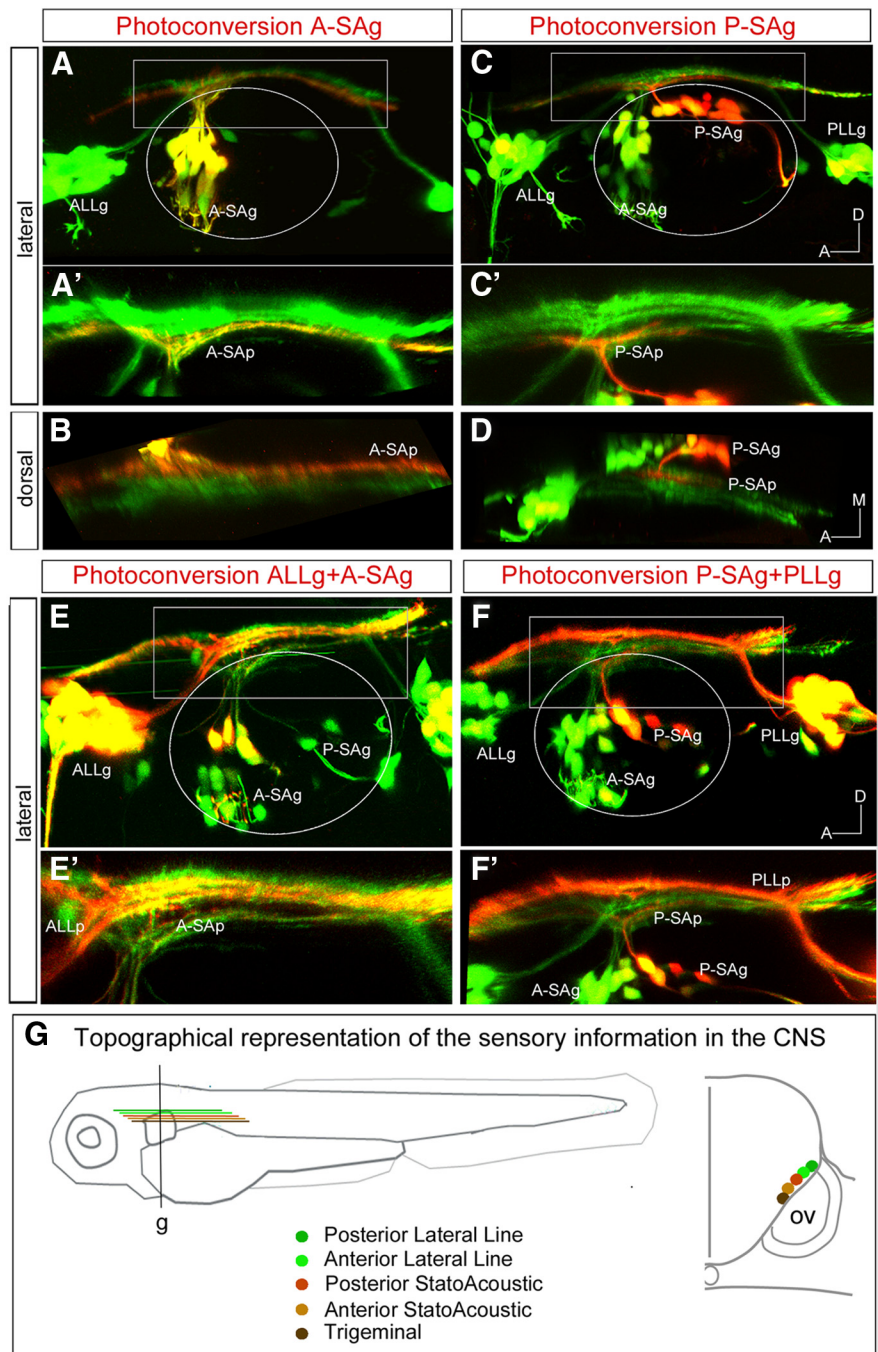 Photoconversion A-SAg
Photoconversion P-SAg
lateral
A
ALLg
A-SAg
C
P-SAg
PLLg
ALLg
A-SAg
D
A
A'
A-SAp
C'
P-SAp
dorsal
B
A-SAp
D
P-SAg
P-SAp
M
A
Photoconversion ALLg+A-SAg
Photoconversion P-SAg+PLLg
lateral
E
ALLg
P-SAg
A-SAg
F
ALLg
P-SAg
PLLg
A-SAg
D
A
E'
ALLp
A-SAp
F'
PLLp
P-SAp
P-SAg
A-SAg
G Topographical representation of the sensory information in the CNS
g
ov
Posterior Lateral Line
Anterior Lateral Line
Posterior StatoAcoustic
Anterior StatoAcoustic
Trigeminal